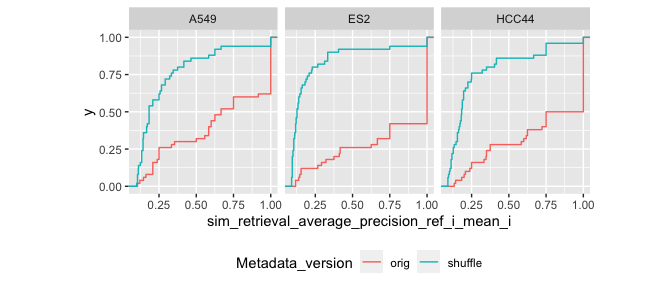 A549 ES2 HCC44
1.00
0.75
0.50
0.25
0.00
y
0.25 0.50 0.75 1.00 0.25 0.50 0.75 1.00 0.25 0.50 0.75 1.00
sim_retrieval_average_precision_ref_i_mean_i
Metadata_version orig shuffle